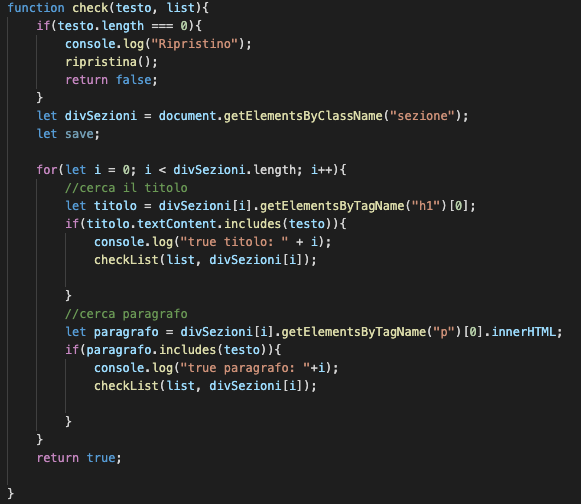 function check(testo, list){
    if(testo.length === 0){
        console.log("Ripristino");
        ripristina();
        return false;
    }
    let divSezioni = document.getElementsByClassName("sezione");
    let save;

    for(let i = 0; i < divSezioni.length; i++){
        //cerca il titolo
        let titolo = divSezioni[i].getElementsByTagName("h1")[0];
        if(titolo.textContent.includes(testo)){
            console.log("true titolo: " + i);
            checkList(list, divSezioni[i]);

        }
        //cerca paragrafo
        let paragrafo = divSezioni[i].getElementsByTagName("p")[0].innerHTML;
        if(paragrafo.includes(testo)){
            console.log("true paragrafo: "+i);
            checkList(list, divSezioni[i]);

        }
    }
    return true;

}